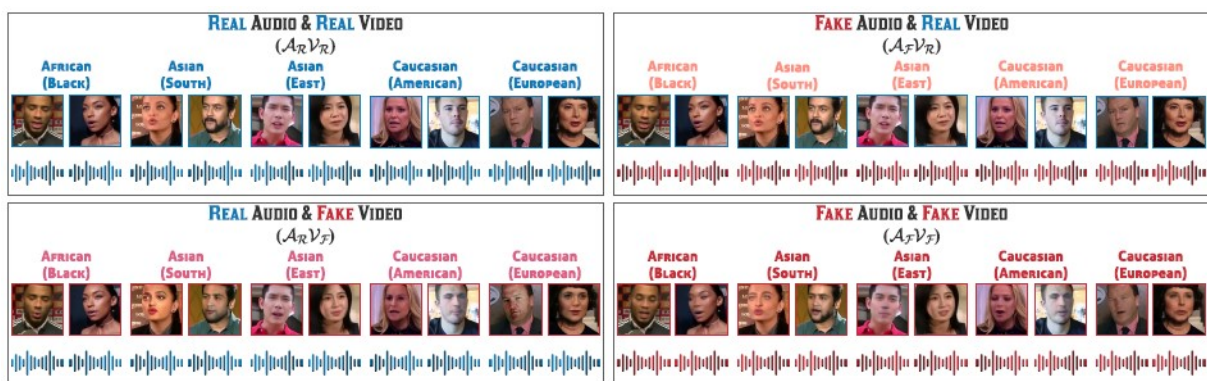 REAL AUDIO & REAL VIDEO
(𝒜ℛ𝒱ℛ)
AFRICAN (BLACK)
ASIAN (SOUTH)
ASIAN (EAST)
CAUCASIAN (AMERICAN)
CAUCASIAN (EUROPEAN)
FAKE AUDIO & REAL VIDEO
(𝒜ℱ𝒱ℛ)
AFRICAN (BLACK)
ASIAN (SOUTH)
ASIAN (EAST)
CAUCASIAN (AMERICAN)
CAUCASIAN (EUROPEAN)
REAL AUDIO & FAKE VIDEO
(𝒜ℛ𝒱ℱ)
AFRICAN (BLACK)
ASIAN (SOUTH)
ASIAN (EAST)
CAUCASIAN (AMERICAN)
CAUCASIAN (EUROPEAN)
FAKE AUDIO & FAKE VIDEO
(𝒜ℱ𝒱ℱ)
AFRICAN (BLACK)
ASIAN (SOUTH)
ASIAN (EAST)
CAUCASIAN (AMERICAN)
CAUCASIAN (EUROPEAN)